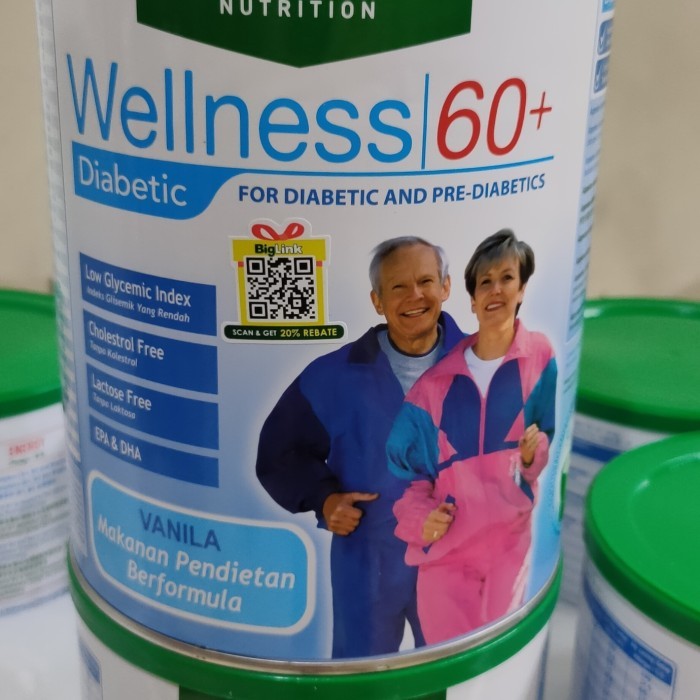 NUTRITION
Wellness 60+
Diabetic
FOR DIABETIC AND PRE-DIABETICS
BigLink
SCAN & GET 20% REBATE
Low Glycemic Index
Indeks Glisemik Yang Rendah
Cholestrol Free
Tanpa Kolestrol
Lactose Free
Tanpa Laktosa
EPA & DHA
VANILA
Makanan Pendietan
Berformula
ENERGY